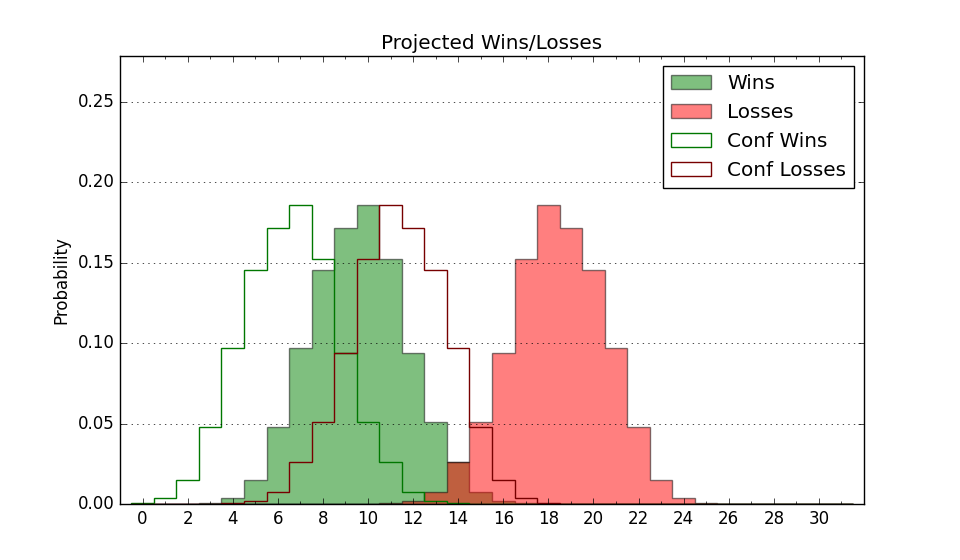 Projected Wins/Losses
Wins
Losses
Conf Wins
Conf Losses
Probability
0.25
0.20
0.15
0.10
0.05
0.00
0 2 4 6 8 10 12 14 16 18 20 22 24 26 28 30